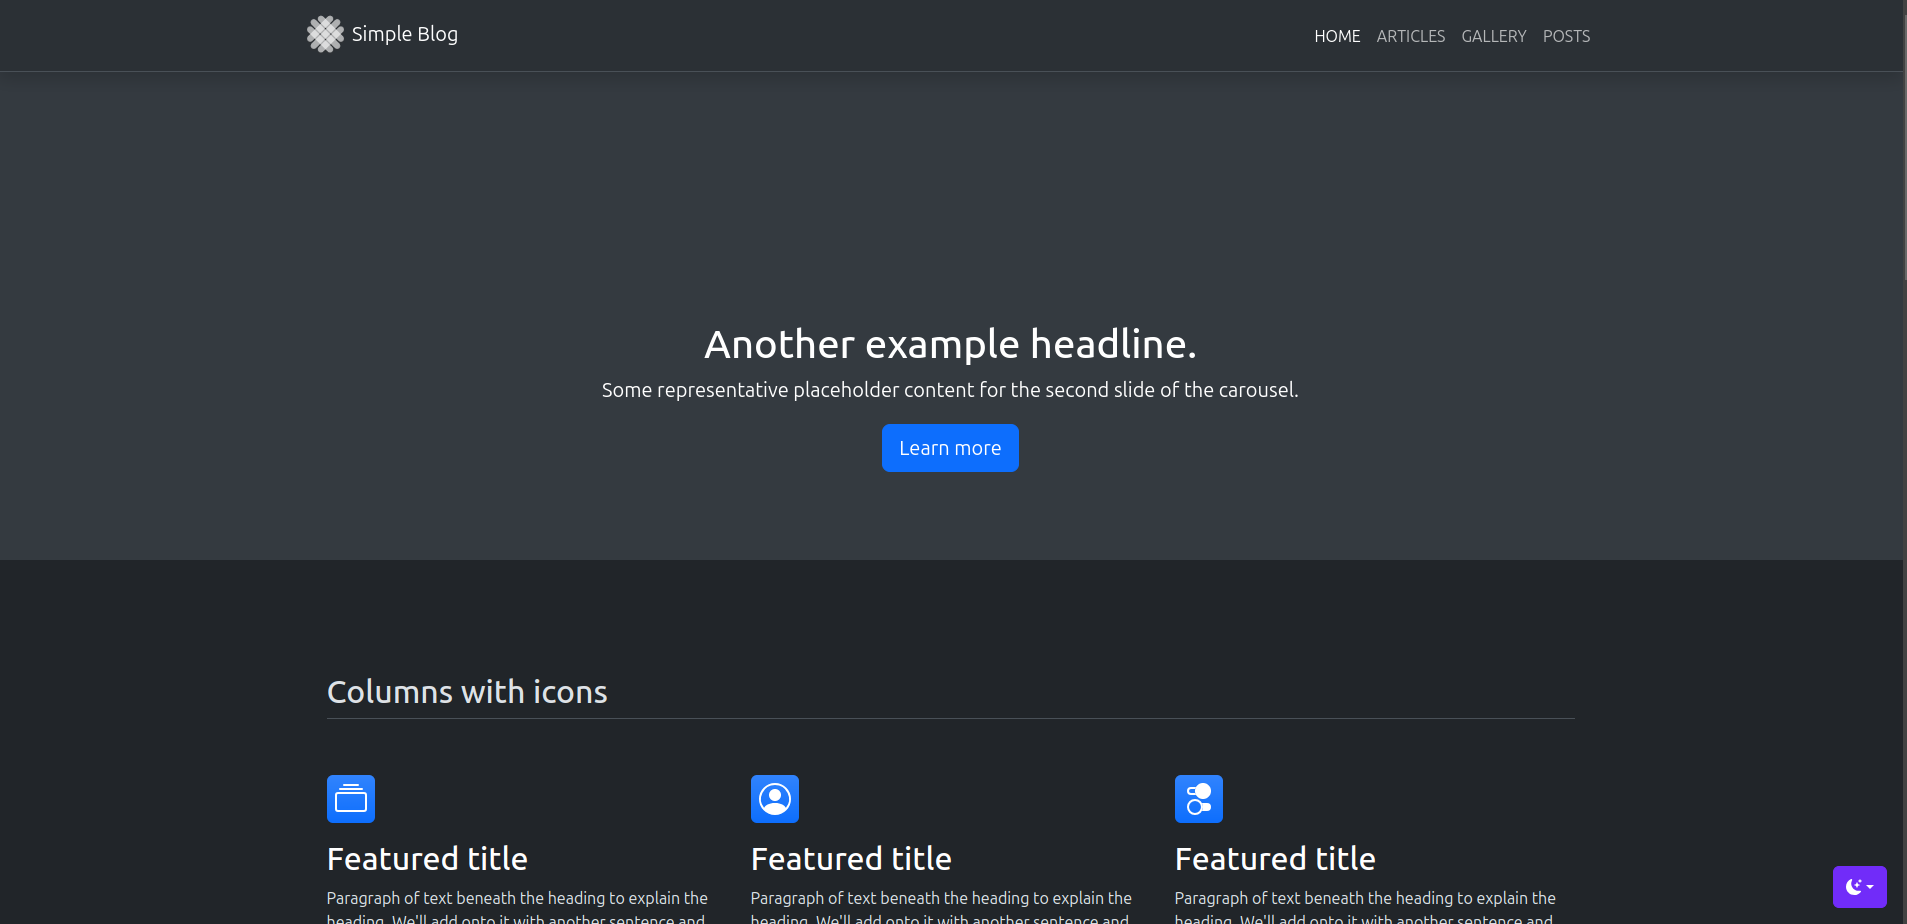 Simple Blog
HOME ARTICLES GALLERY POSTS
Another example headline.
Some representative placeholder content for the second slide of the carousel.
Learn more
Columns with icons
Featured title
Paragraph of text beneath the heading to explain the
heading. We'll add onto it with another sentence and
Featured title
Paragraph of text beneath the heading to explain the
heading. We'll add onto it with another sentence and
Featured title
Paragraph of text beneath the heading to explain the
heading. We'll add onto it with another sentence and